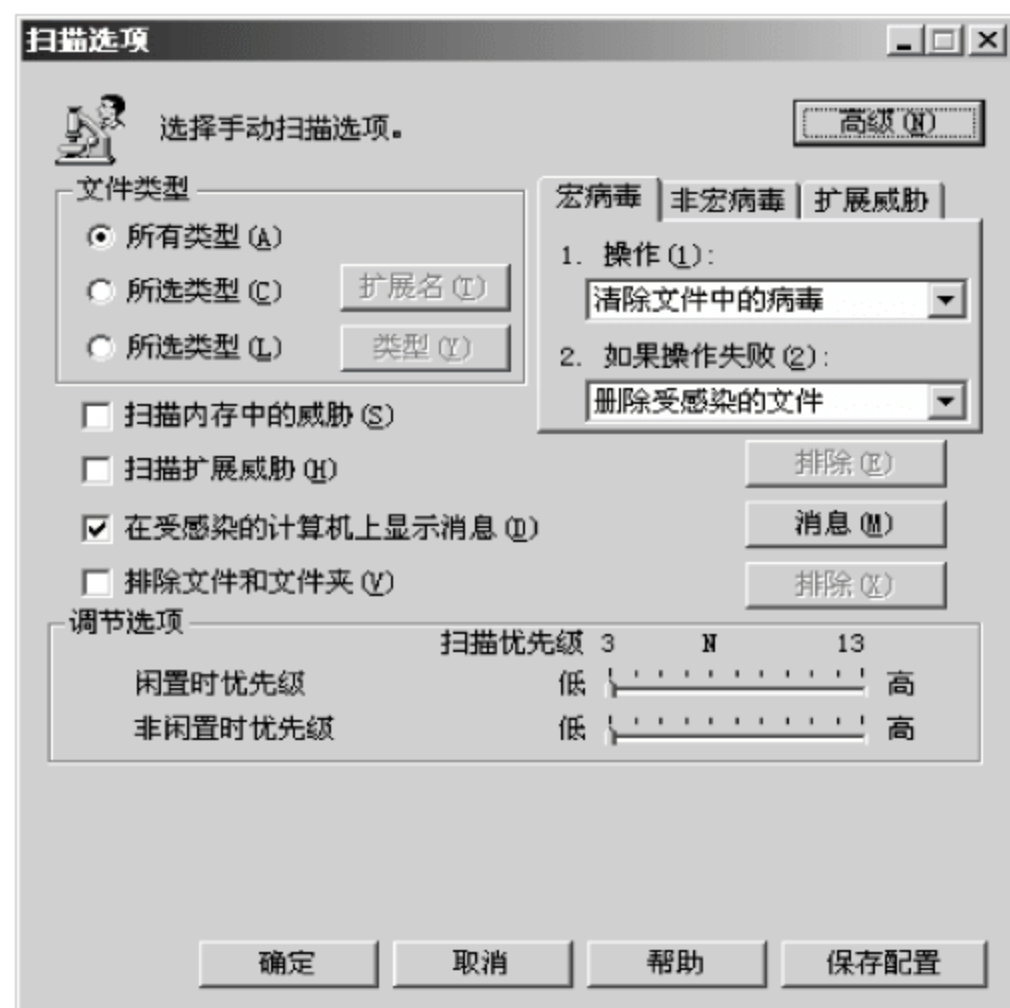 扫描选项
选择手动扫描选项。
高级(N)
文件类型
所有类型(A)
所选类型(C)
扩展名(T)
所选类型(L)
类型(Y)
宏病毒 非宏病毒 扩展威胁
1. 操作(1):
清除文件中的病毒
2. 如果操作失败(2):
删除受感染的文件
扫描内存中的威胁(S)
扫描扩展威胁(H)
排除(E)
在受感染的计算机上显示消息(D)
消息(M)
排除文件和文件夹(V)
排除(X)
调节选项
扫描优先级 3 N 13
闲置时优先级 低 高
非闲置时优先级 低 高
确定 取消 帮助 保存配置